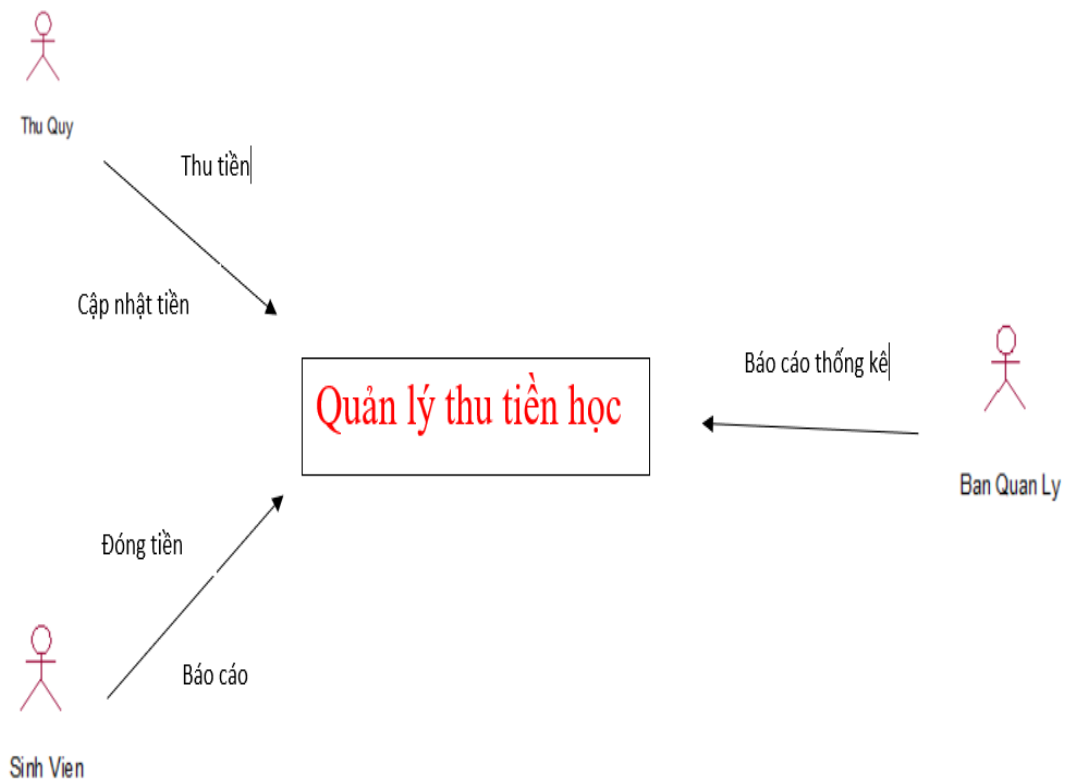 Thu Quy
Thu tiền
Cập nhật tiền
Báo cáo thống kê
Quản lý thu tiền học
Ban Quan Ly
Đóng tiền
Báo cáo
Sinh Vien